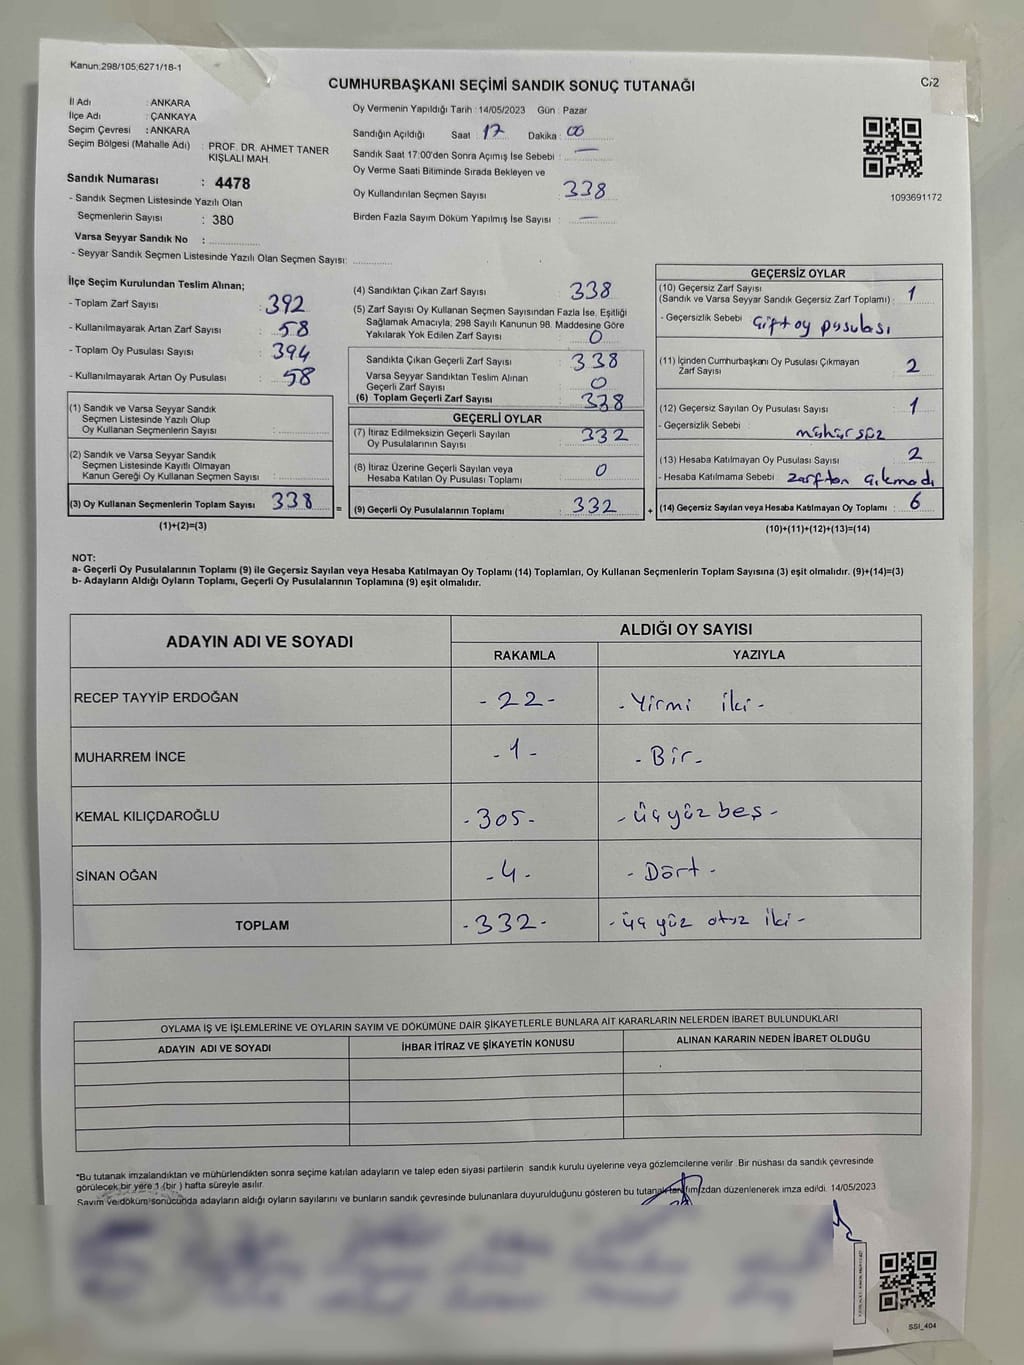 Kanun:298/105;6271/18-1
CUMHURBAŞKANI SEÇİMİ SANDIK SONUÇ TUTANAĞI
C:2
İl Adı : ANKARA
İlçe Adı : ÇANKAYA
Seçim Çevresi : ANKARA
Seçim Bölgesi (Mahalle Adı) : PROF. DR. AHMET TANER
KIŞLALI MAH.
Sandık Numarası : 4478
- Sandık Seçmen Listesinde Yazılı Olan
Seçmenlerin Sayısı : 380
Varsa Seyyar Sandık No :
- Seyyar Sandık Seçmen Listesinde Yazılı Olan Seçmen Sayısı:
Oy Vermenin Yapıldığı Tarih : 14/05/2023 Gün : Pazar
Sandığın Açıldığı Saat : 17 Dakika : 00
Sandık Saat 17:00'den Sonra Açımış İse Sebebi : —
Oy Verme Saati Bitiminde Sırada Bekleyen ve
Oy Kullandırılan Seçmen Sayısı 338
Birden Fazla Sayım Döküm Yapılmış İse Sayısı : —
1093691172
İlçe Seçim Kurulundan Teslim Alınan;
- Toplam Zarf Sayısı : 392
- Kullanılmayarak Artan Zarf Sayısı : 58
- Toplam Oy Pusulası Sayısı : 394
- Kullanılmayarak Artan Oy Pusulası : 58
(1) Sandık ve Varsa Seyyar Sandık
Seçmen Listesinde Yazılı Olup
Oy Kullanan Seçmenlerin Sayısı :
(2) Sandık ve Varsa Seyyar Sandık
Seçmen Listesinde Kayıtlı Olmayan
Kanun Gereği Oy Kullanan Seçmen Sayısı :
(3) Oy Kullanan Seçmenlerin Toplam Sayısı 338
(1)+(2)=(3)
(4) Sandıktan Çıkan Zarf Sayısı 338
(5) Zarf Sayısı Oy Kullanan Seçmen Sayısından Fazla İse, Eşitliği
Sağlamak Amacıyla, 298 Sayılı Kanunun 98. Maddesine Göre
Yakılarak Yok Edilen Zarf Sayısı : 0
Sandıkta Çıkan Geçerli Zarf Sayısı : 338
Varsa Seyyar Sandıktan Teslim Alınan
Geçerli Zarf Sayısı : 0
(6) Toplam Geçerli Zarf Sayısı : 338
GEÇERLİ OYLAR
(7) İtiraz Edilmeksizin Geçerli Sayılan
Oy Pusulalarının Sayısı : 332
(8) İtiraz Üzerine Geçerli Sayılan veya
Hesaba Katılan Oy Pusulası Toplamı : 0
= (9) Geçerli Oy Pusulalarının Toplamı : 332
GEÇERSİZ OYLAR
(10) Geçersiz Zarf Sayısı
(Sandık ve Varsa Seyyar Sandık Geçersiz Zarf Toplamı) : 1
- Geçersizlik Sebebi : Çift oy pusulası
(11) İçinden Cumhurbaşkanı Oy Pusulası Çıkmayan
Zarf Sayısı : 2
(12) Geçersiz Sayılan Oy Pusulası Sayısı : 1
- Geçersizlik Sebebi : mühürsüz
(13) Hesaba Katılmayan Oy Pusulası Sayısı : 2
- Hesaba Katılmama Sebebi : zarftan çıkmadı
+ (14) Geçersiz Sayılan veya Hesaba Katılmayan Oy Toplamı : 6
(10)+(11)+(12)+(13)=(14)
NOT:
a- Geçerli Oy Pusulalarının Toplamı (9) ile Geçersiz Sayılan veya Hesaba Katılmayan Oy Toplamı (14) Toplamları, Oy Kullanan Seçmenlerin Toplam Sayısına (3) eşit olmalıdır. (9)+(14)=(3)
b- Adayların Aldığı Oyların Toplamı, Geçerli Oy Pusulalarının Toplamına (9) eşit olmalıdır.
ADAYIN ADI VE SOYADI
ALDIĞI OY SAYISI
RAKAMLA YAZIYLA
RECEP TAYYİP ERDOĞAN -22- -Yirmi iki-
MUHARREM İNCE -1- -Bir-
KEMAL KILIÇDAROĞLU -305- -üçyüzbeş-
SİNAN OĞAN -4- -Dört-
TOPLAM -332- -üçyüz otuz iki-
OYLAMA İŞ VE İŞLEMLERİNE VE OYLARIN SAYIM VE DÖKÜMÜNE DAİR ŞİKAYETLERLE BUNLARA AİT KARARLARIN NELERDEN İBARET BULUNDUKLARI
ADAYIN ADI VE SOYADI İHBAR İTİRAZ VE ŞİKAYETİN KONUSU ALINAN KARARIN NEDEN İBARET OLDUĞU
*Bu tutanak imzalandıktan ve mühürlendikten sonra seçime katılan adayların ve talep eden siyasi partilerin sandık kurulu üyelerine veya gözlemcilerine verilir. Bir nüshası da sandık çevresinde
görülecek bir yere 1 (bir) hafta süreyle asılır.
Sayım ve döküm sonucunda adayların aldığı oyların sayılarını ve bunların sandık çevresinde bulunanlara duyurulduğunu gösteren bu tutanak tarafımızdan düzenlenerek imza edildi. 14/05/2023
SSI_404